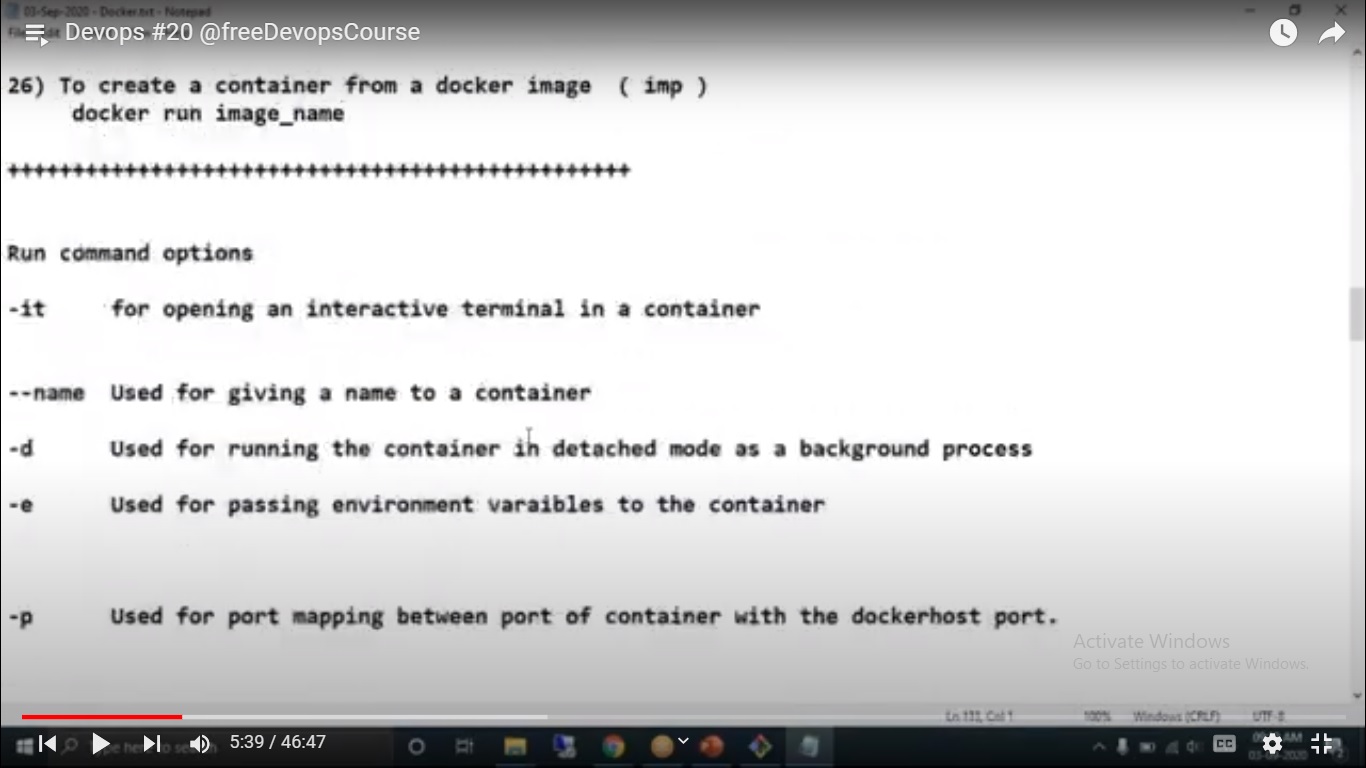 03-Sep-2020 - Docker.txt - Notepad
Devops #20 @freeDevopsCourse
26) To create a container from a docker image ( imp )
docker run image_name
++++++++++++++++++++++++++++++++++++++++++++++++
Run command options
-it for opening an interactive terminal in a container
--name Used for giving a name to a container
-d Used for running the container in detached mode as a background process
-e Used for passing environment varaibles to the container
-p Used for port mapping between port of container with the dockerhost port.
Activate Windows
Go to Settings to activate Windows.
Ln 133, Col 1 100% Windows (CRLF) UTF-8
5:39 / 46:47
CC
03-09-2020